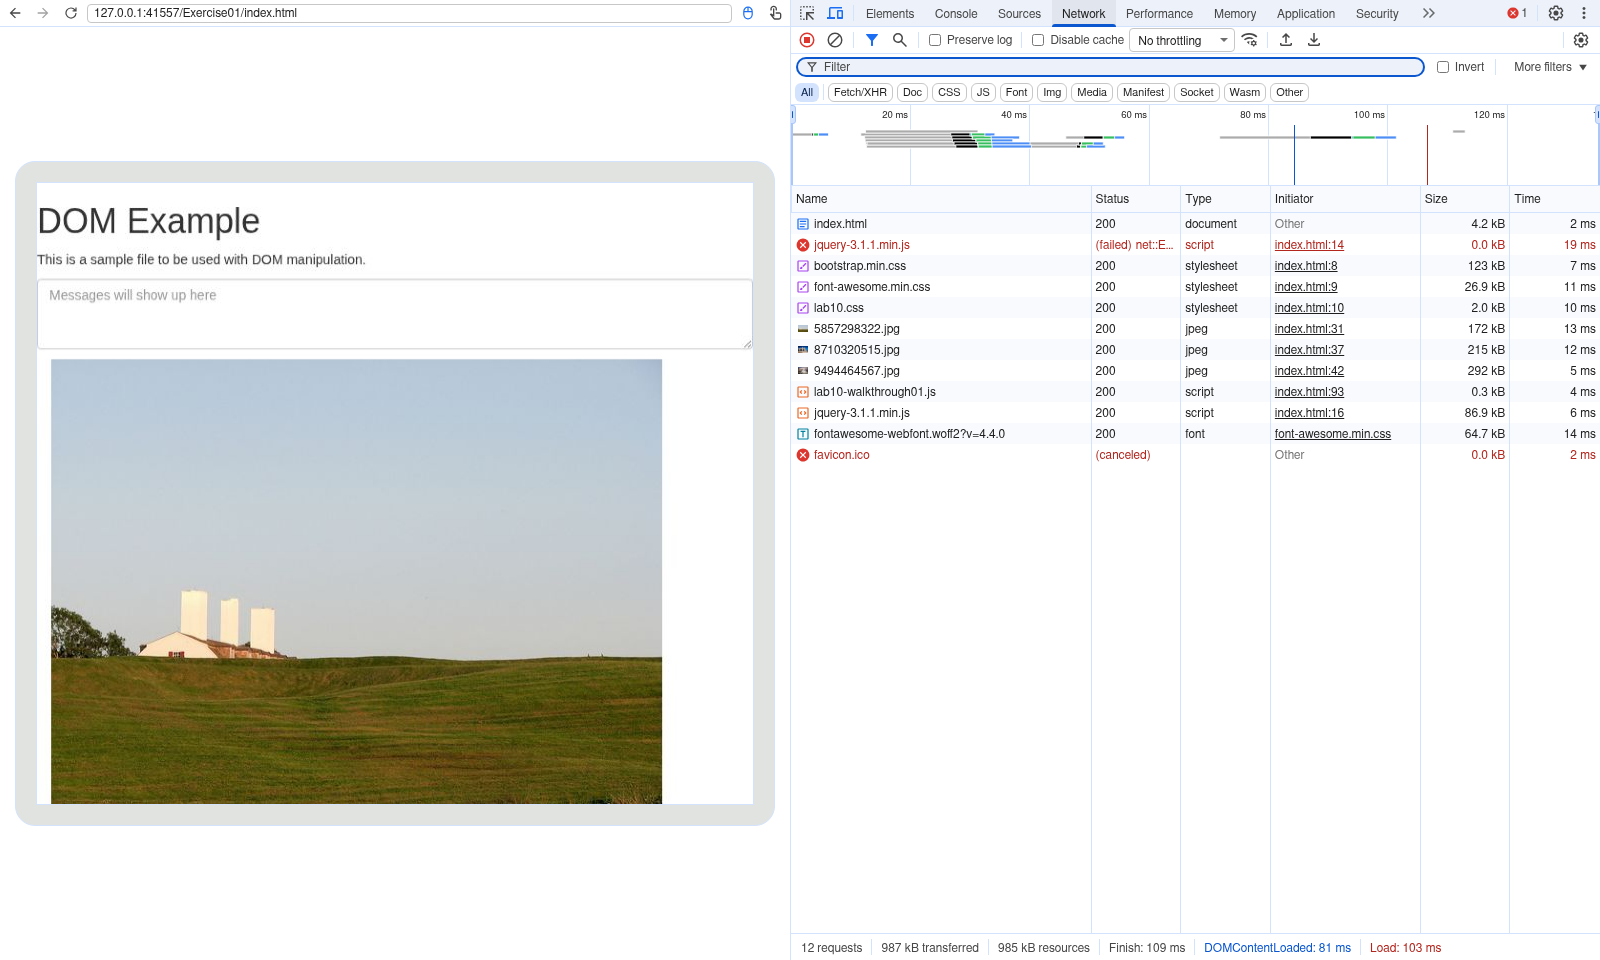 127.0.0.1:41557/Exercise01/index.html
DOM Example
This is a sample file to be used with DOM manipulation.
Messages will show up here
Elements Console Sources Network Performance Memory Application Security 1
Preserve log Disable cache No throttling
Filter Invert More filters
All Fetch/XHR Doc CSS JS Font Img Media Manifest Socket Wasm Other
20 ms 40 ms 60 ms 80 ms 100 ms 120 ms
Name Status Type Initiator Size Time
index.html 200 document Other 4.2 kB 2 ms
jquery-3.1.1.min.js (failed) net::E... script index.html:14 0.0 kB 19 ms
bootstrap.min.css 200 stylesheet index.html:8 123 kB 7 ms
font-awesome.min.css 200 stylesheet index.html:9 26.9 kB 11 ms
lab10.css 200 stylesheet index.html:10 2.0 kB 10 ms
5857298322.jpg 200 jpeg index.html:31 172 kB 13 ms
8710320515.jpg 200 jpeg index.html:37 215 kB 12 ms
9494464567.jpg 200 jpeg index.html:42 292 kB 5 ms
lab10-walkthrough01.js 200 script index.html:93 0.3 kB 4 ms
jquery-3.1.1.min.js 200 script index.html:16 86.9 kB 6 ms
fontawesome-webfont.woff2?v=4.4.0 200 font font-awesome.min.css 64.7 kB 14 ms
favicon.ico (canceled) Other 0.0 kB 2 ms
12 requests 987 kB transferred 985 kB resources Finish: 109 ms DOMContentLoaded: 81 ms Load: 103 ms